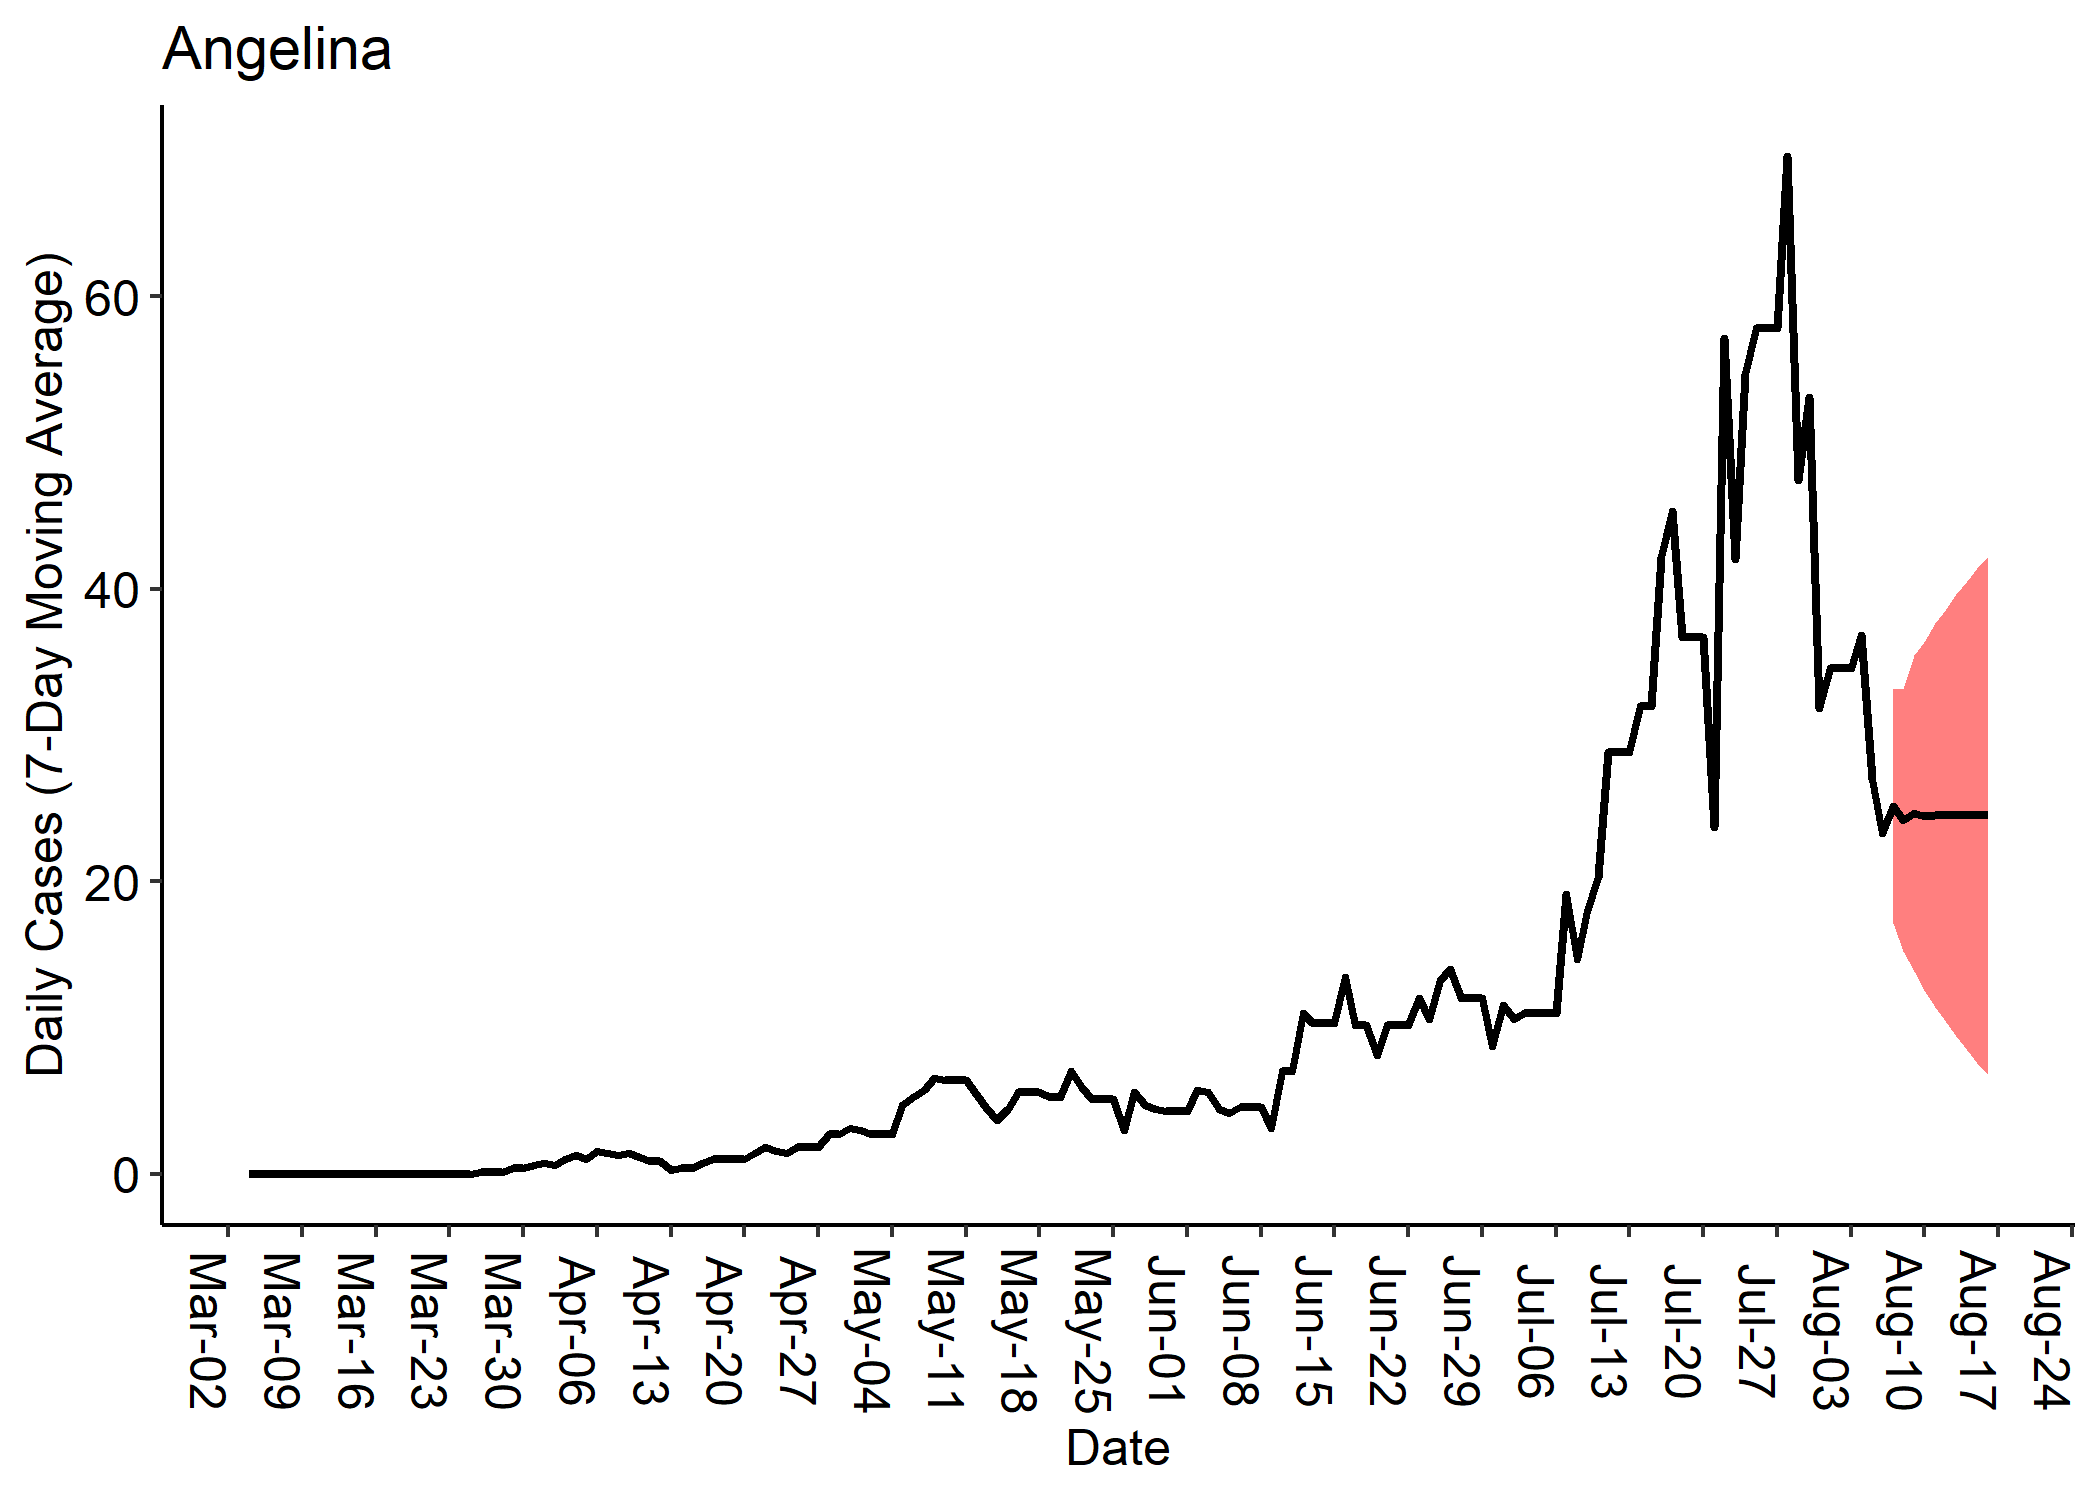 Angelina
Daily Cases (7-Day Moving Average)
60
40
20
0
Mar-02
Mar-09
Mar-16
Mar-23
Mar-30
Apr-06
Apr-13
Apr-20
Apr-27
May-04
May-11
May-18
May-25
Jun-01
Jun-08
Jun-15
Jun-22
Jun-29
Jul-06
Jul-13
Jul-20
Jul-27
Aug-03
Aug-10
Aug-17
Aug-24
Date